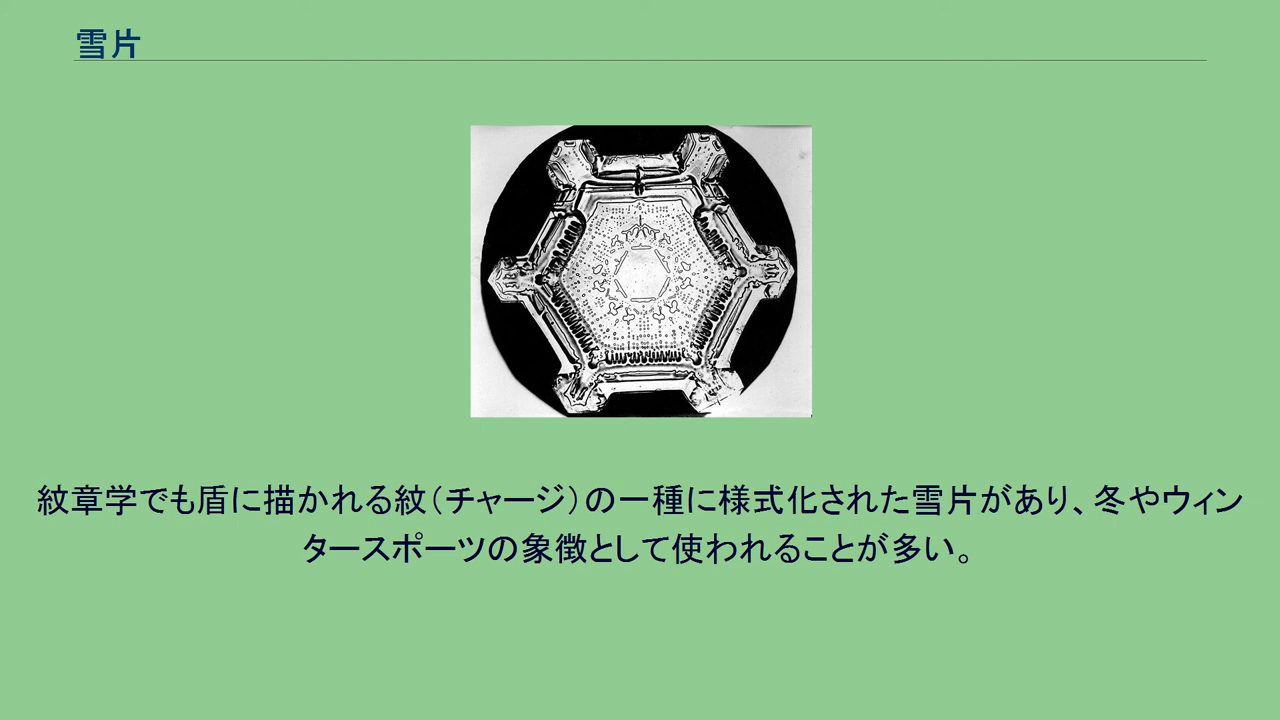 雪片
紋章学でも盾に描かれる紋（チャージ）の一種に様式化された雪片があり、冬やウィン
タースポーツの象徴として使われることが多い。